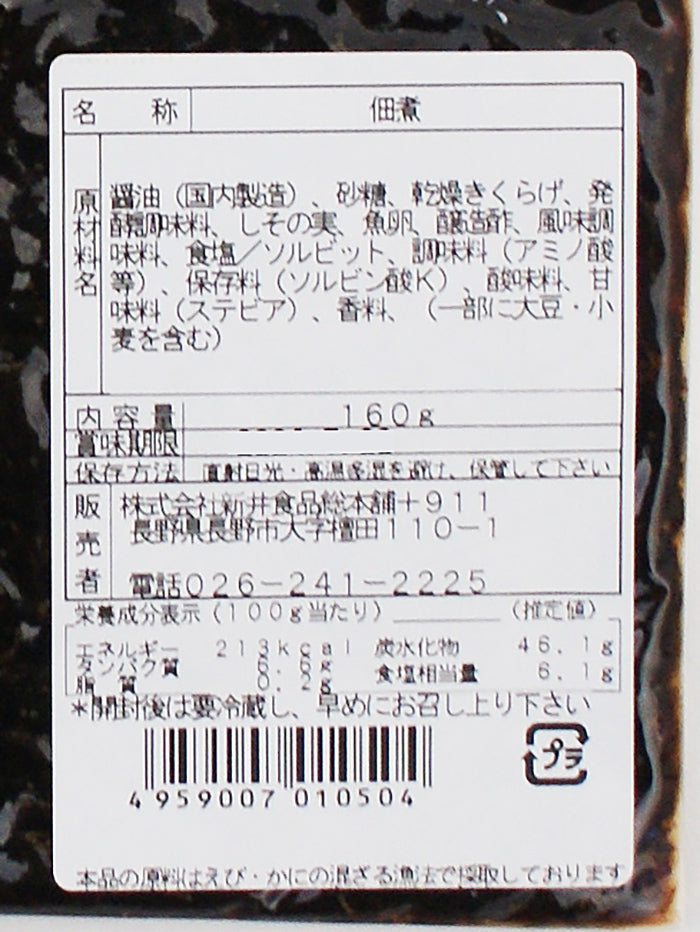 名称 佃煮
原材料名
醤油（国内製造）、砂糖、乾燥きくらげ、発
酵調味料、しその実、魚卵、醸造酢、風味調
味料、食塩／ソルビット、調味料（アミノ酸
等）、保存料（ソルビン酸K）、酸味料、甘
味料（ステビア）、香料、（一部に大豆・小
麦を含む）
内容量 160g
賞味期限
保存方法 直射日光・高温多湿を避け、保管して下さい
販売者
株式会社新井食品総本舗＋911
長野県長野市大字檀田110－1
電話026－241－2225
栄養成分表示（100g当たり） （推定値）
エネルギー 213kcal 炭水化物 46.1g
タンパク質 6.6g 食塩相当量 6.1g
脂質 0.2g
＊開封後は要冷蔵し、早めにお召し上り下さい
プラ
4 959007 010504
本品の原料はえび・かにの混ざる漁法で採取しております